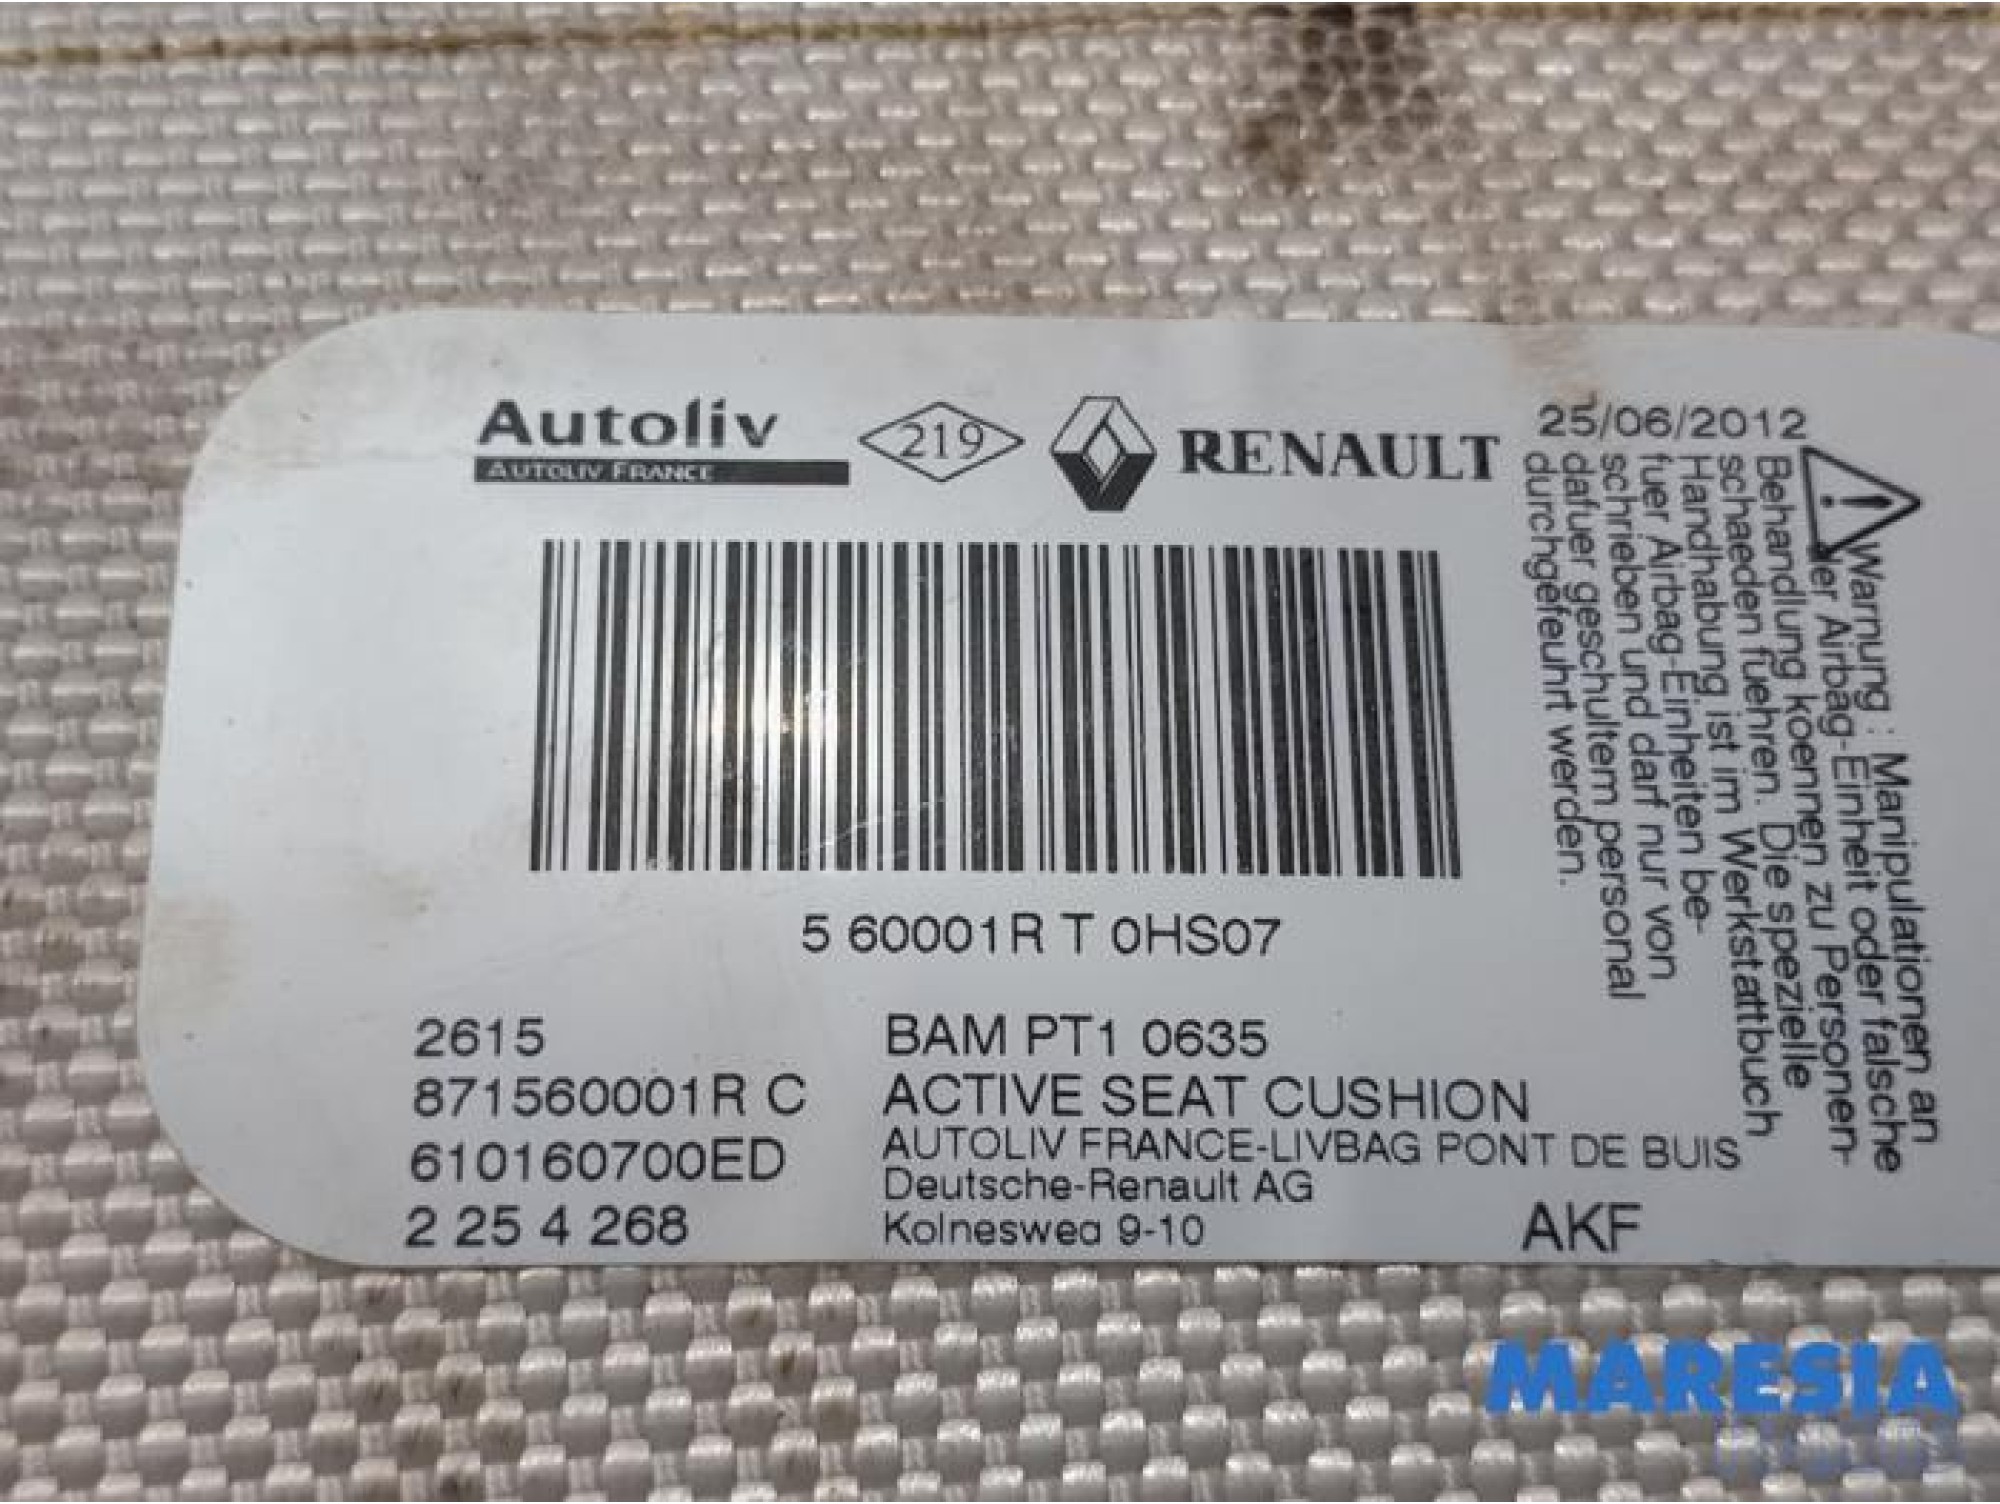 Autoliv
AUTOLIV FRANCE
219
RENAULT
25/06/2012
Warnung : Manipulationen an
der Airbag-Einheit oder falsche
Behandlung koennen zu Personen-
schaeden fuehren. Die spezielle
Handhabung ist im Werkstattbuch
fuer Airbag-Einheiten be-
schrieben und darf nur von
dafuer geschultem personal
durchgefeuhrt werden.
5 60001R T 0HS07
2615
871560001R C
610160700ED
2 25 4 268
BAM PT1 0635
ACTIVE SEAT CUSHION
AUTOLIV FRANCE-LIVBAG PONT DE BUIS
Deutsche-Renault AG
Kolnesweg 9-10
AKF
MARESIA